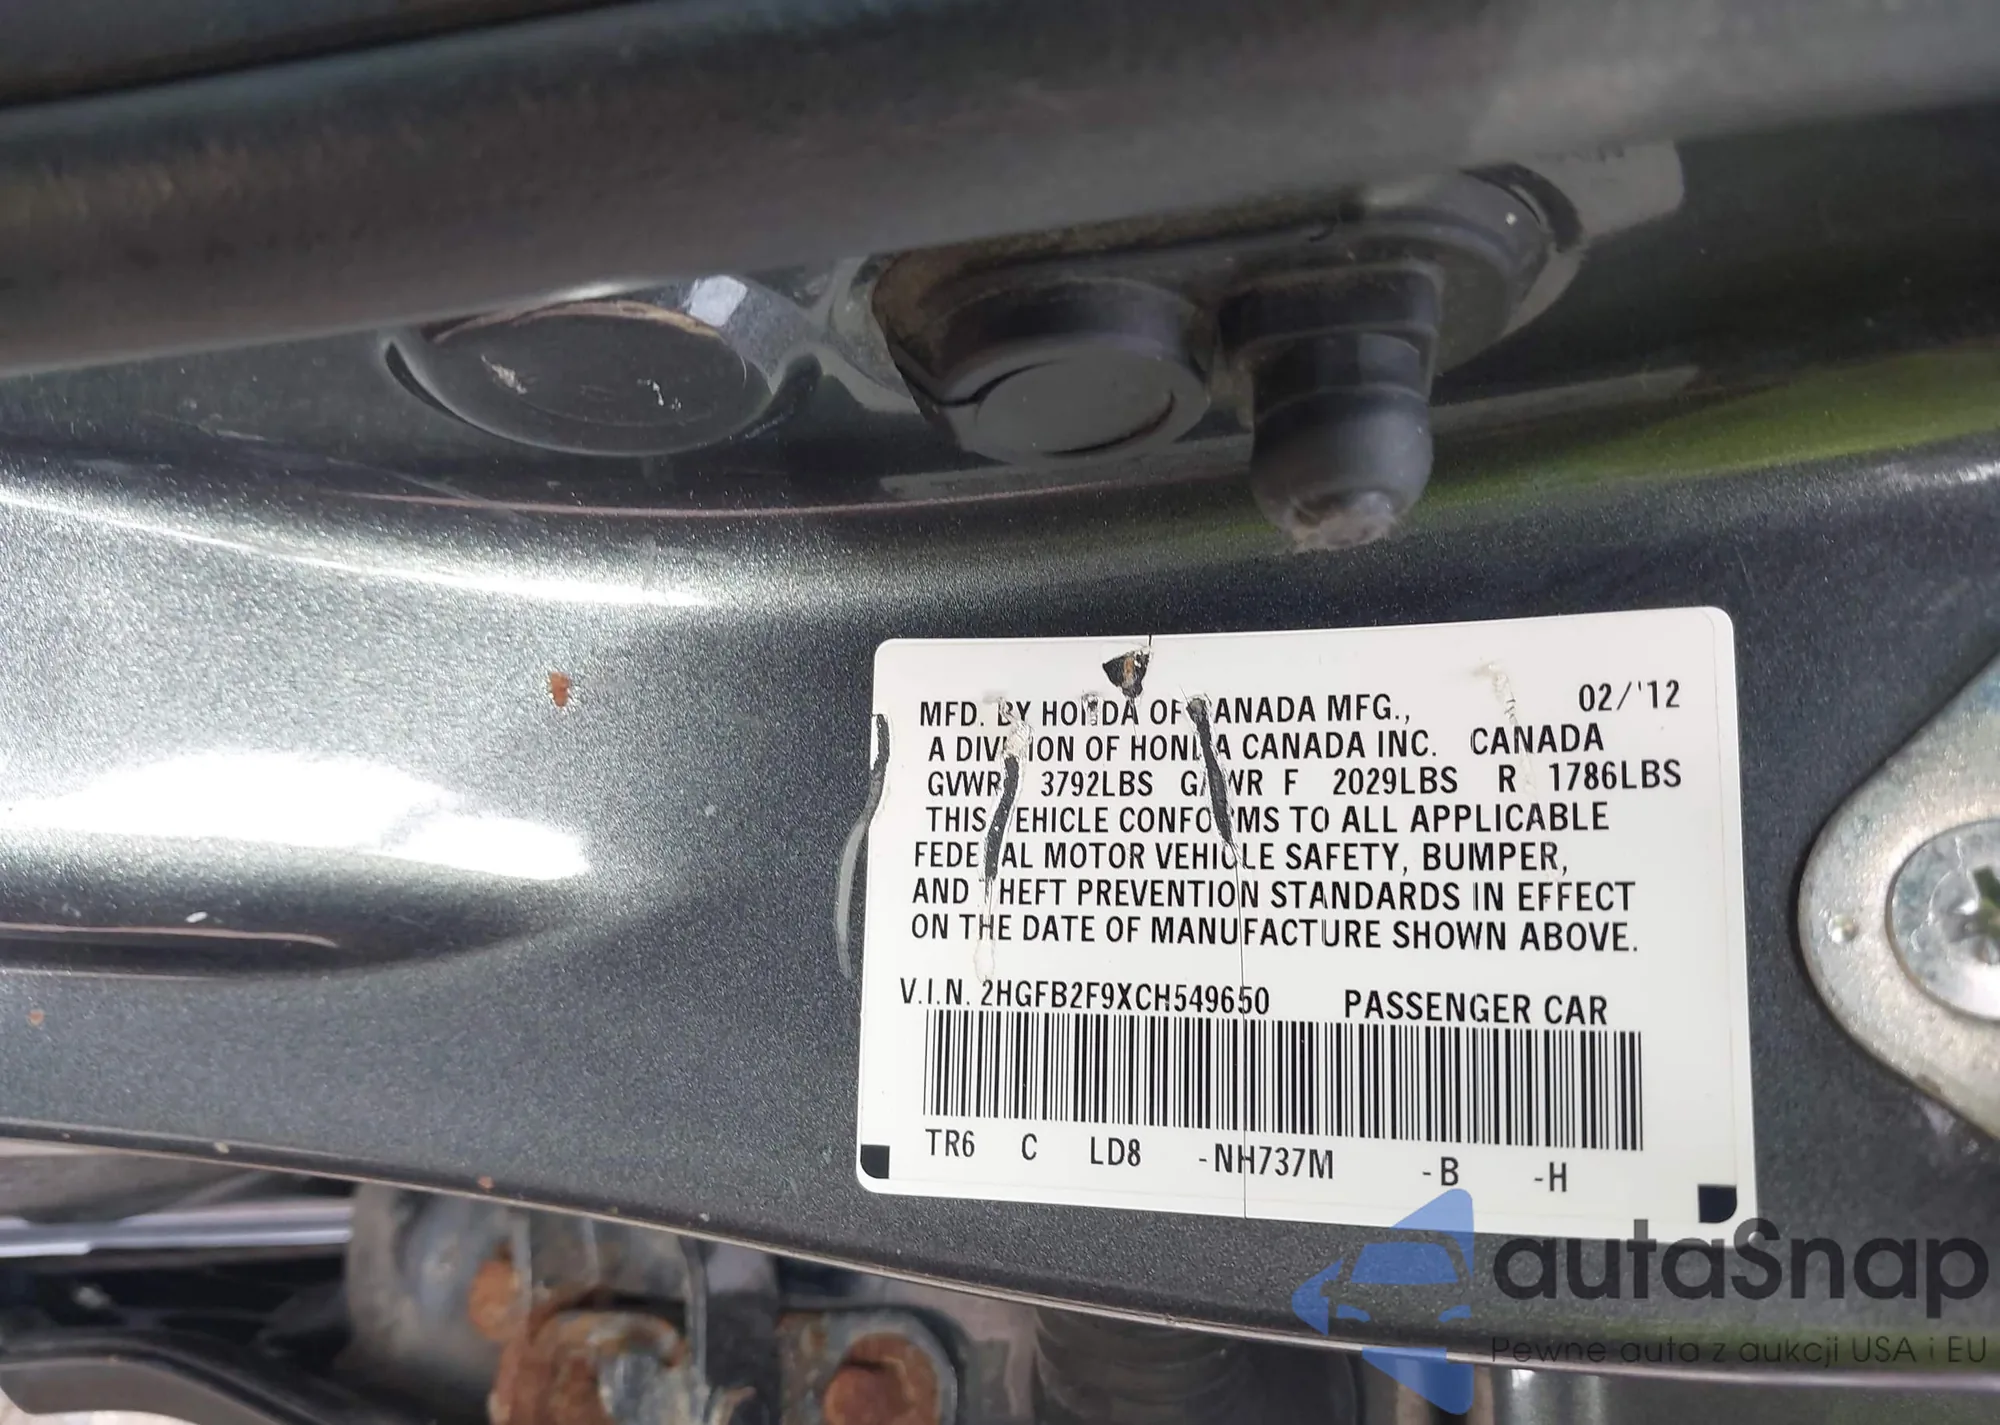 MFD. BY HONDA OF CANADA MFG., 02/'12
A DIVISION OF HONDA CANADA INC. CANADA
GVWR 3792LBS GAWR F 2029LBS R 1786LBS
THIS VEHICLE CONFORMS TO ALL APPLICABLE
FEDERAL MOTOR VEHICLE SAFETY, BUMPER,
AND THEFT PREVENTION STANDARDS IN EFFECT
ON THE DATE OF MANUFACTURE SHOWN ABOVE.
V.I.N. 2HGFB2F9XCH549650 PASSENGER CAR
TR6 C LD8 -NH737M -B -H
autaSnap
Pewne auta z aukcji USA i EU